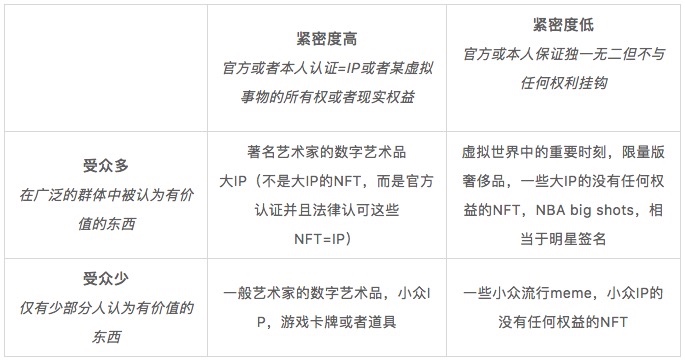 紧密度高
官方或者本人认证=IP或者某虚拟
事物的所有权或者现实权益
紧密度低
官方或本人保证独一无二但不与
任何权利挂钩
受众多
在广泛的群体中被认为有价
值的东西
著名艺术家的数字艺术品
大IP（不是大IP的NFT，而是官方
认证并且法律认可这些
NFT=IP）
虚拟世界中的重要时刻，限量版
奢侈品，一些大IP的没有任何权
益的NFT，NBA big shots，相
当于明星签名
受众少
仅有少部分人认为有价值的
东西
一般艺术家的数字艺术品，小众I
P，游戏卡牌或者道具
一些小众流行meme，小众IP的
没有任何权益的NFT